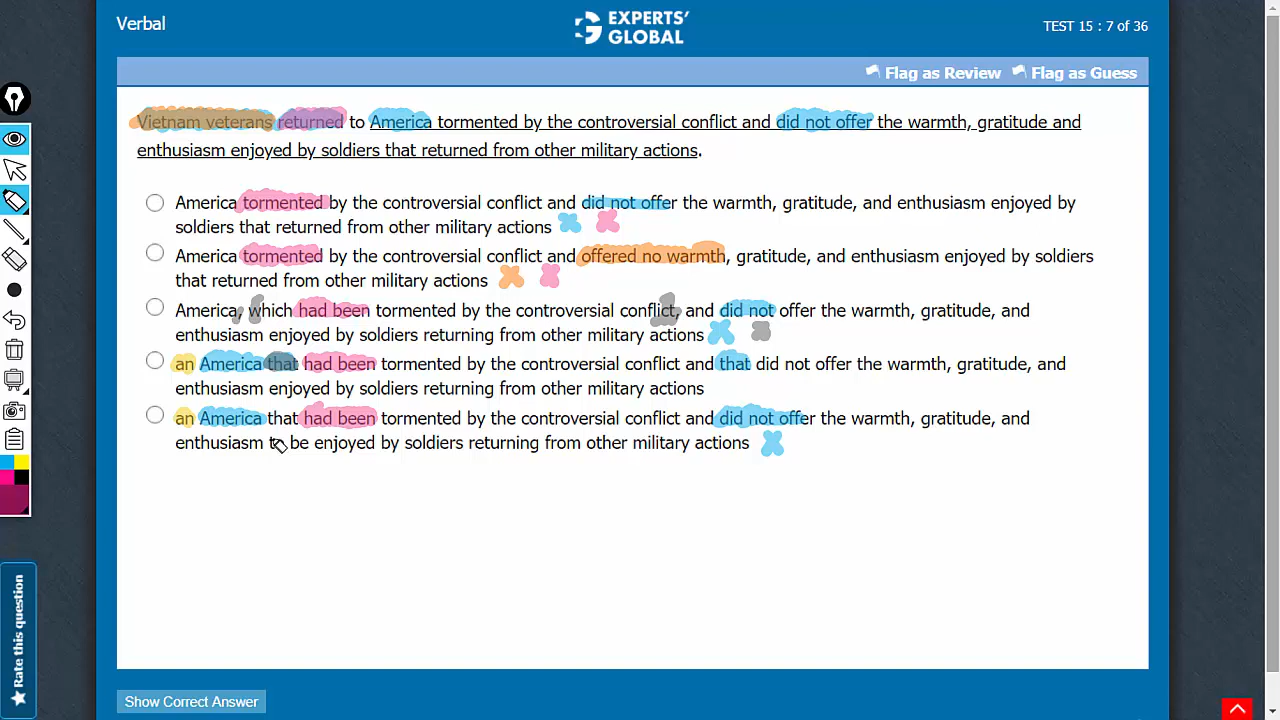 Verbal
EXPERTS'
GLOBAL
TEST 15 : 7 of 36
Flag as Review Flag as Guess
Vietnam veterans returned to America tormented by the controversial conflict and did not offer the warmth, gratitude and
enthusiasm enjoyed by soldiers that returned from other military actions.
America tormented by the controversial conflict and did not offer the warmth, gratitude, and enthusiasm enjoyed by
soldiers that returned from other military actions
America tormented by the controversial conflict and offered no warmth, gratitude, and enthusiasm enjoyed by soldiers
that returned from other military actions
America, which had been tormented by the controversial conflict, and did not offer the warmth, gratitude, and
enthusiasm enjoyed by soldiers returning from other military actions
an America that had been tormented by the controversial conflict and that did not offer the warmth, gratitude, and
enthusiasm enjoyed by soldiers returning from other military actions
an America that had been tormented by the controversial conflict and did not offer the warmth, gratitude, and
enthusiasm to be enjoyed by soldiers returning from other military actions
Rate this question
Show Correct Answer